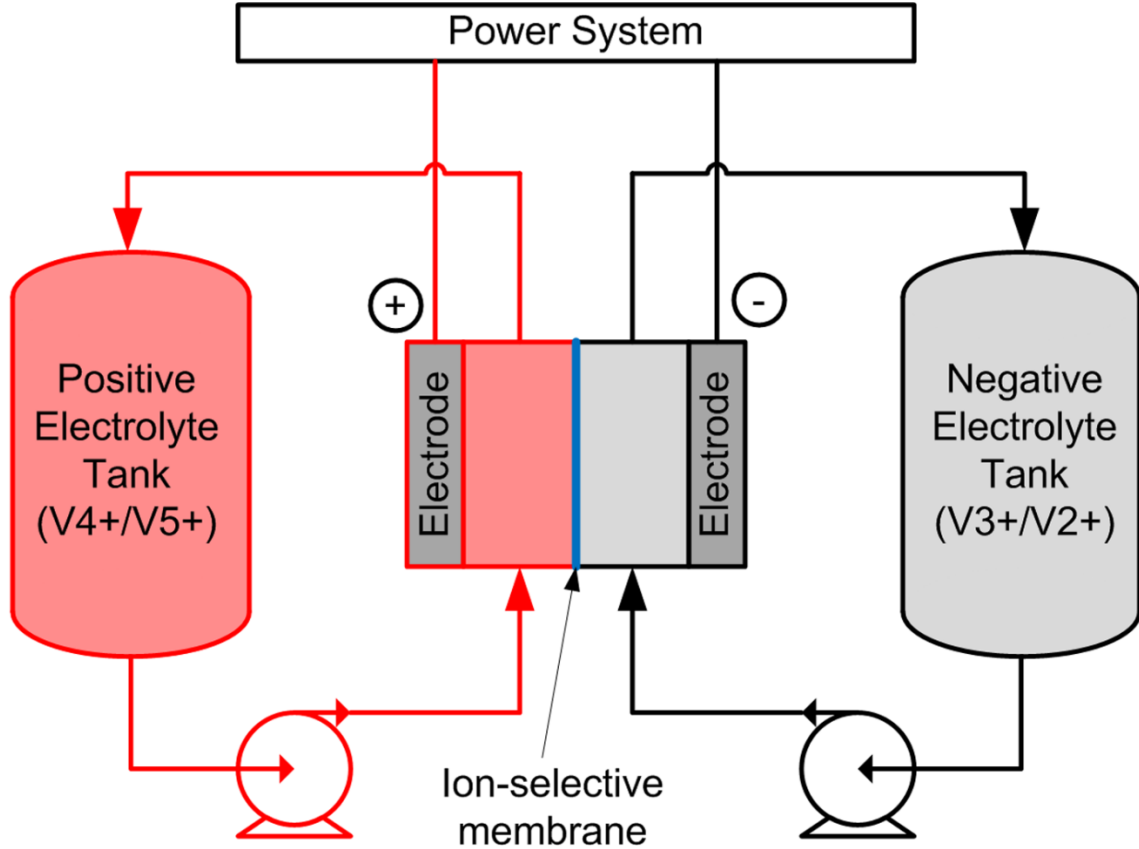 Power System
+
-
Positive
Electrolyte
Tank
(V4+/V5+)
Electrode
Electrode
Negative
Electrolyte
Tank
(V3+/V2+)
Ion-selective
membrane